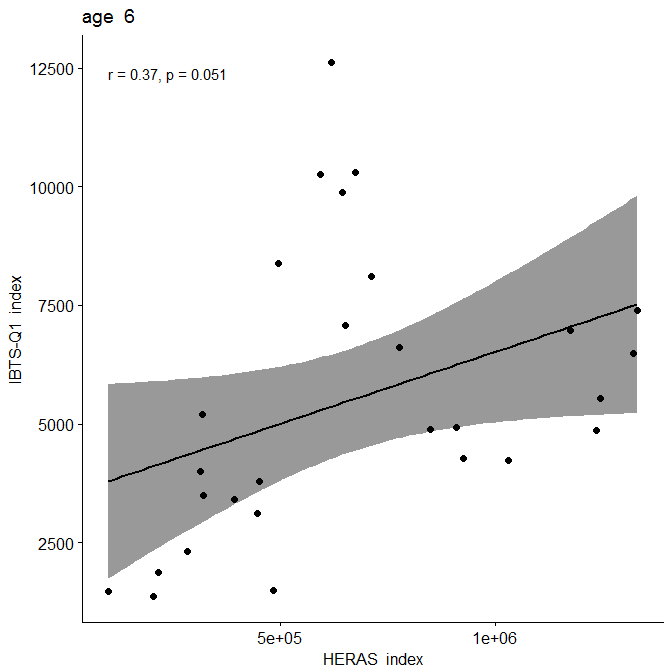 age 6
r = 0.37, p = 0.051
12500
10000
7500
5000
2500
IBTS-Q1 index
5e+05
1e+06
HERAS index